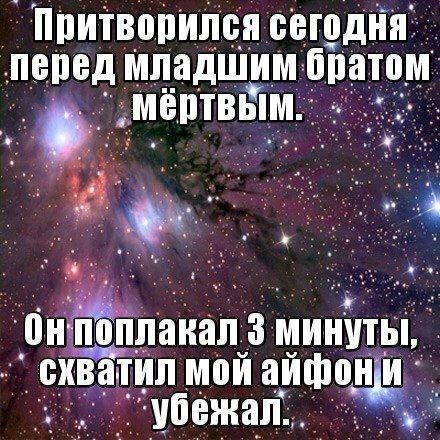 Притворился сегодня
перед младшим братом
мёртвым.
Он поплакал 3 минуты,
схватил мой айфон и
убежал.